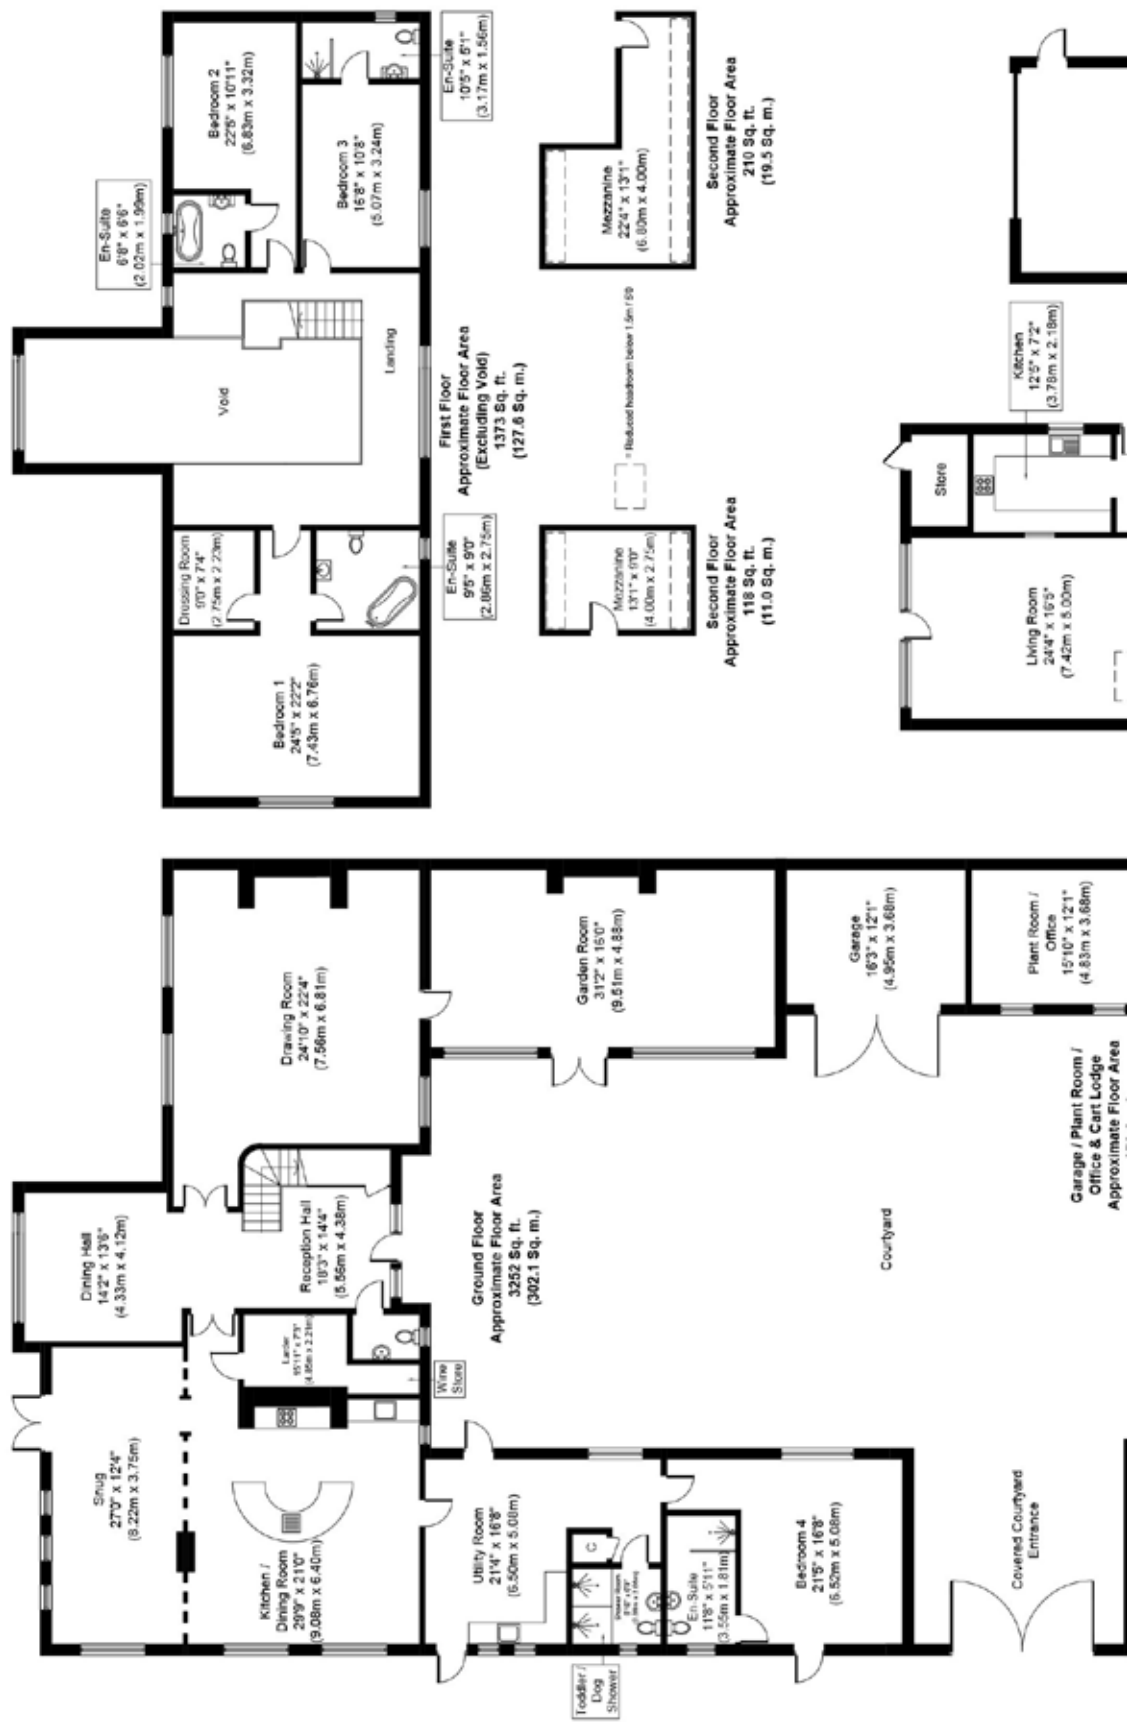 Snug
27'0" x 12'4"
(8.22m x 3.75m)
Dining Hall
14'2" x 13'6"
(4.33m x 4.12m)
Kitchen /
Dining Room
29'9" x 21'0"
(9.08m x 6.40m)
Larder
Reception Hall
18'3" x 14'4"
(5.56m x 4.38m)
Drawing Room
24'10" x 22'4"
(7.56m x 6.81m)
Wine
Store
Utility Room
21'4" x 16'8"
(6.50m x 5.08m)
C
Shower Room
Toddler /
Dog
Shower
En-Suite
11'8" x 5'11"
(3.55m x 1.81m)
Bedroom 4
21'5" x 16'8"
(6.52m x 5.08m)
Ground Floor
Approximate Floor Area
3252 Sq. ft.
(302.1 Sq. m.)
Garden Room
31'2" x 16'0"
(9.51m x 4.88m)
Garage
16'3" x 12'1"
(4.95m x 3.68m)
Courtyard
Plant Room /
Office
15'10" x 12'1"
(4.83m x 3.68m)
Covered Courtyard
Entrance
Garage / Plant Room /
Office & Cart Lodge
Approximate Floor Area
Bedroom 1
24'5" x 22'2"
(7.43m x 6.76m)
Dressing Room
9'0" x 7'4"
(2.75m x 2.23m)
En-Suite
9'5" x 9'0"
(2.86m x 2.75m)
Void
Landing
En-Suite
6'8" x 6'6"
(2.02m x 1.99m)
Bedroom 2
22'5" x 10'11"
(6.83m x 3.32m)
Bedroom 3
16'8" x 10'8"
(5.07m x 3.24m)
En-Suite
10'5" x 5'1"
(3.17m x 1.56m)
First Floor
Approximate Floor Area
(Excluding Void)
1373 Sq. ft.
(127.6 Sq. m.)
Mezzanine
13'1" x 9'0"
(4.00m x 2.75m)
Second Floor
Approximate Floor Area
118 Sq. ft.
(11.0 Sq. m.)
= Reduced headroom below 1.5m / 5'0
Mezzanine
22'4" x 13'1"
(6.80m x 4.00m)
Second Floor
Approximate Floor Area
210 Sq. ft.
(19.5 Sq. m.)
Living Room
24'4" x 16'5"
(7.42m x 5.00m)
Store
Kitchen
12'5" x 7'2"
(3.78m x 2.18m)